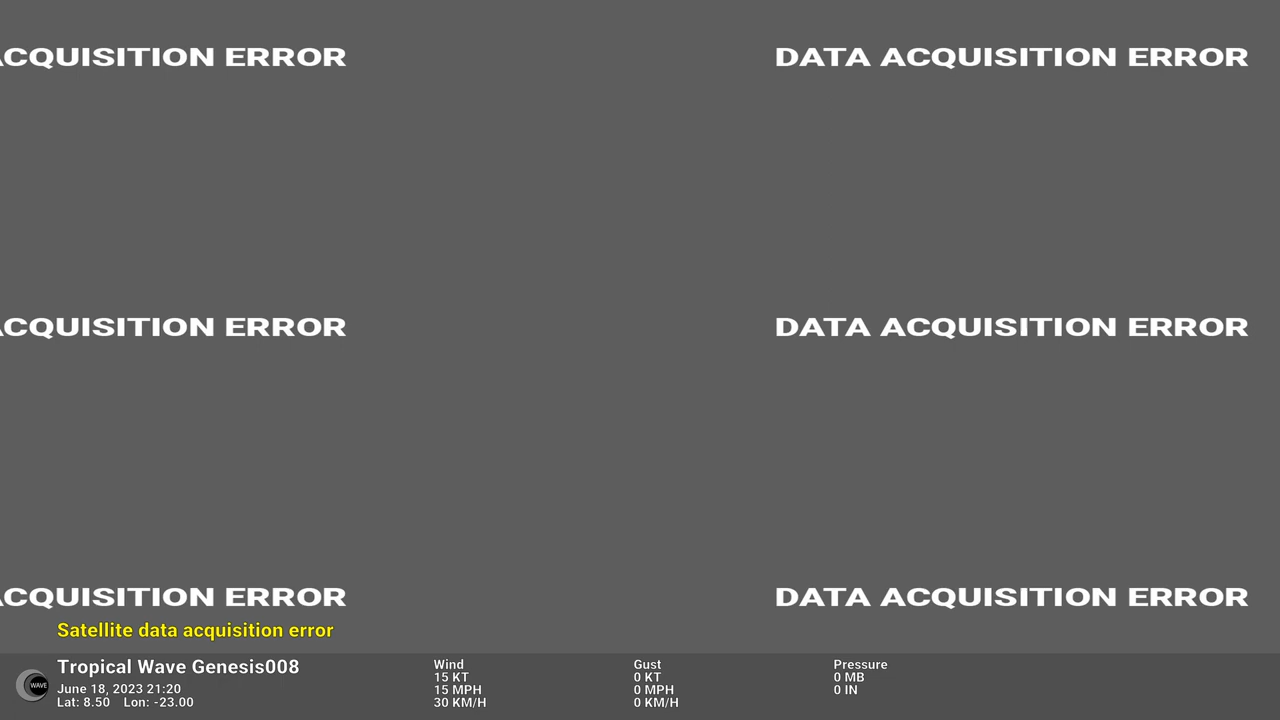 ACQUISITION ERROR DATA ACQUISITION ERROR
ACQUISITION ERROR DATA ACQUISITION ERROR
ACQUISITION ERROR DATA ACQUISITION ERROR
Satellite data acquisition error
WAVE
Tropical Wave Genesis008
June 18, 2023 21:20
Lat: 8.50 Lon: -23.00
Wind
15 KT
15 MPH
30 KM/H
Gust
0 KT
0 MPH
0 KM/H
Pressure
0 MB
0 IN